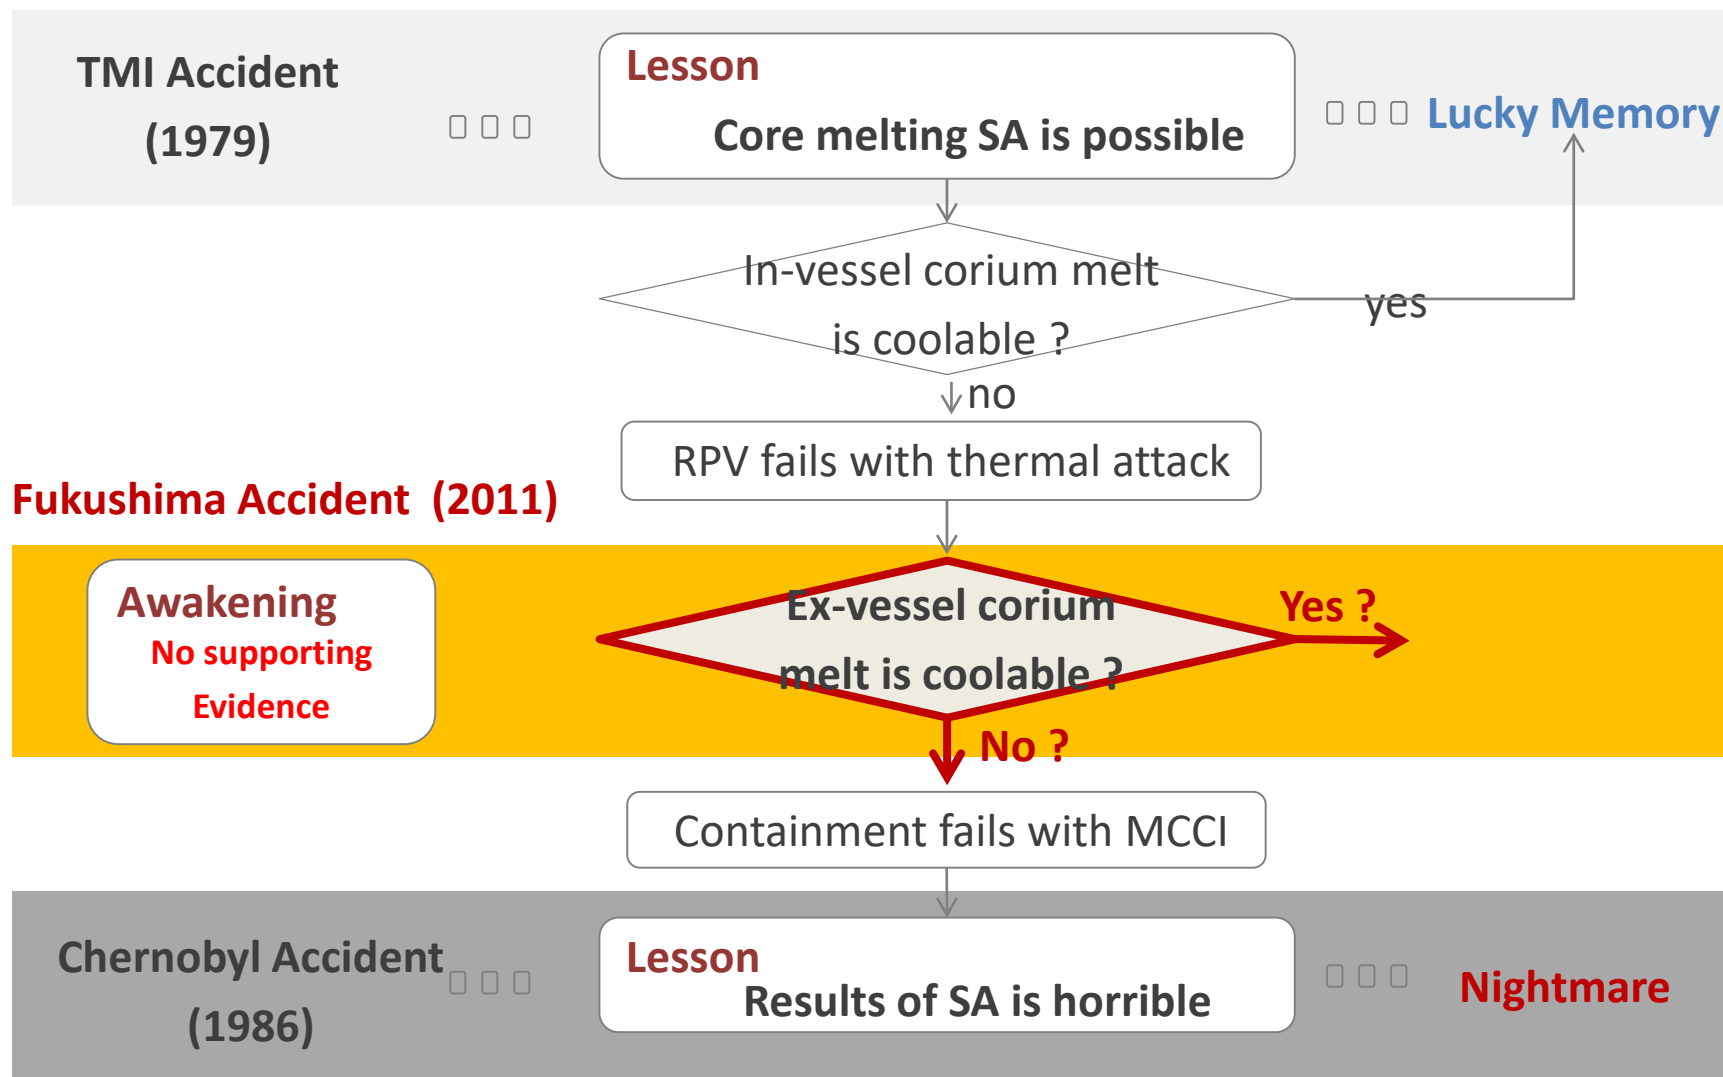 TMI Accident
(1979)
Lesson
Core melting SA is possible
Lucky Memory
In-vessel corium melt
is coolable ?
yes
no
RPV fails with thermal attack
Fukushima Accident (2011)
Awakening
No supporting
Evidence
Ex-vessel corium
melt is coolable ?
Yes ?
No ?
Containment fails with MCCI
Chernobyl Accident
(1986)
Lesson
Results of SA is horrible
Nightmare